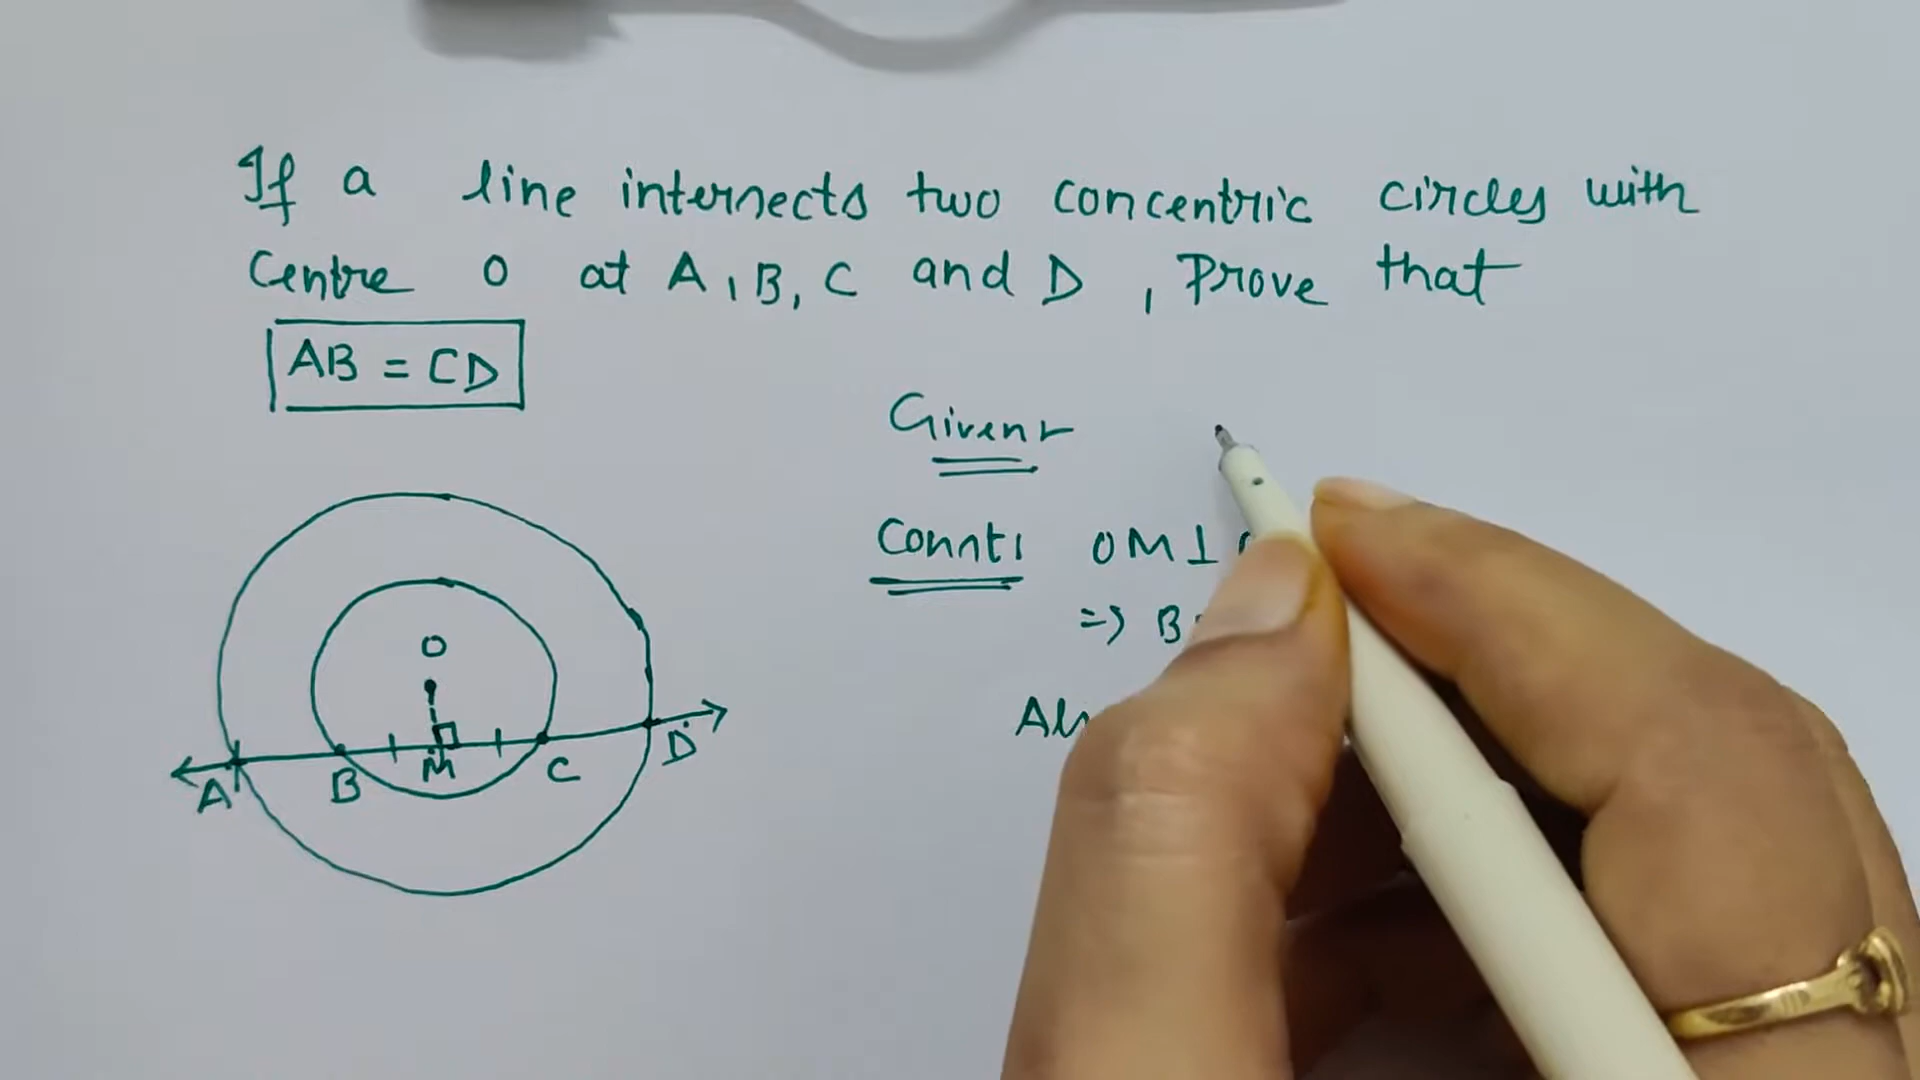 If a line intersects two concentric circles with
Centre O at A, B, C and D, Prove that
AB = CD
Given
Const: OM ⊥
=> B
O
A B M C D